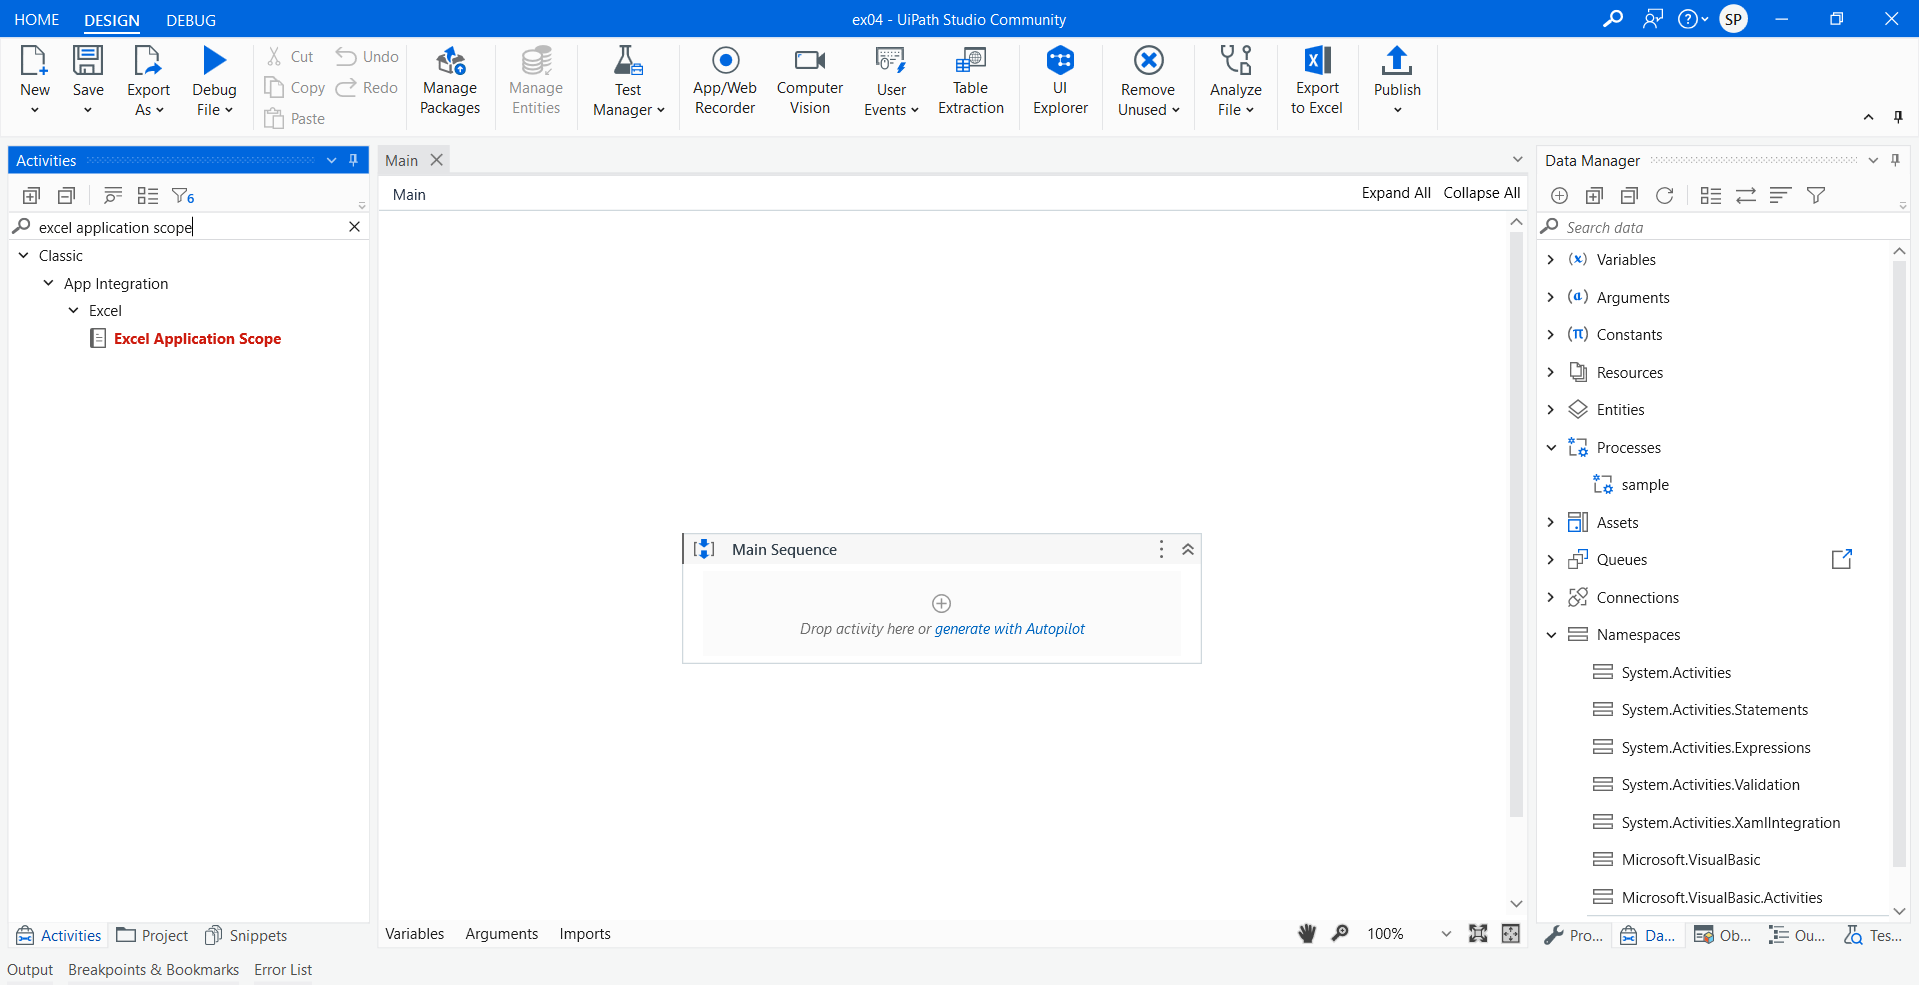 HOME DESIGN DEBUG
ex04 - UiPath Studio Community
SP
New
Save
Export As
Debug File
Cut
Copy
Paste
Undo
Redo
Manage Packages
Manage Entities
Test Manager
App/Web Recorder
Computer Vision
User Events
Table Extraction
UI Explorer
Remove Unused
Analyze File
Export to Excel
Publish
Activities
6
excel application scope
Classic
App Integration
Excel
Excel Application Scope
Activities Project Snippets
Main
Main
Expand All Collapse All
Main Sequence
Drop activity here or generate with Autopilot
Variables Arguments Imports
100%
Data Manager
Search data
Variables
Arguments
Constants
Resources
Entities
Processes
sample
Assets
Queues
Connections
Namespaces
System.Activities
System.Activities.Statements
System.Activities.Expressions
System.Activities.Validation
System.Activities.XamlIntegration
Microsoft.VisualBasic
Microsoft.VisualBasic.Activities
Pro... Da... Ob... Ou... Tes...
Output Breakpoints & Bookmarks Error List